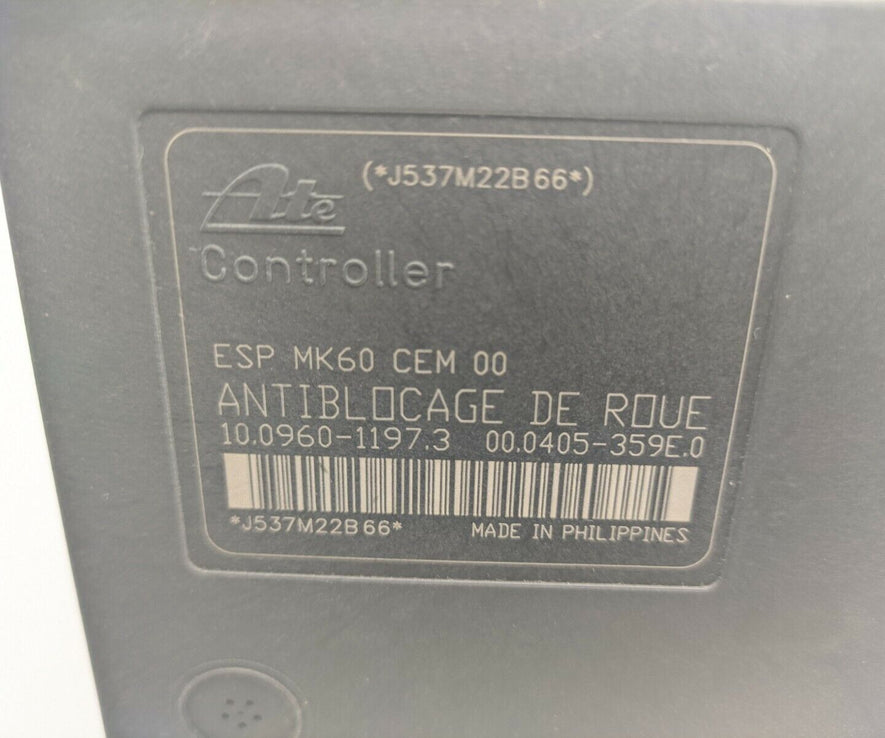 (*J537M22B66*)
Ate
Controller
ESP MK60 CEM 00
ANTIBLOCAGE DE ROUE
10.0960-1197.3 00.0405-359E.0
*J537M22B66* MADE IN PHILIPPINES